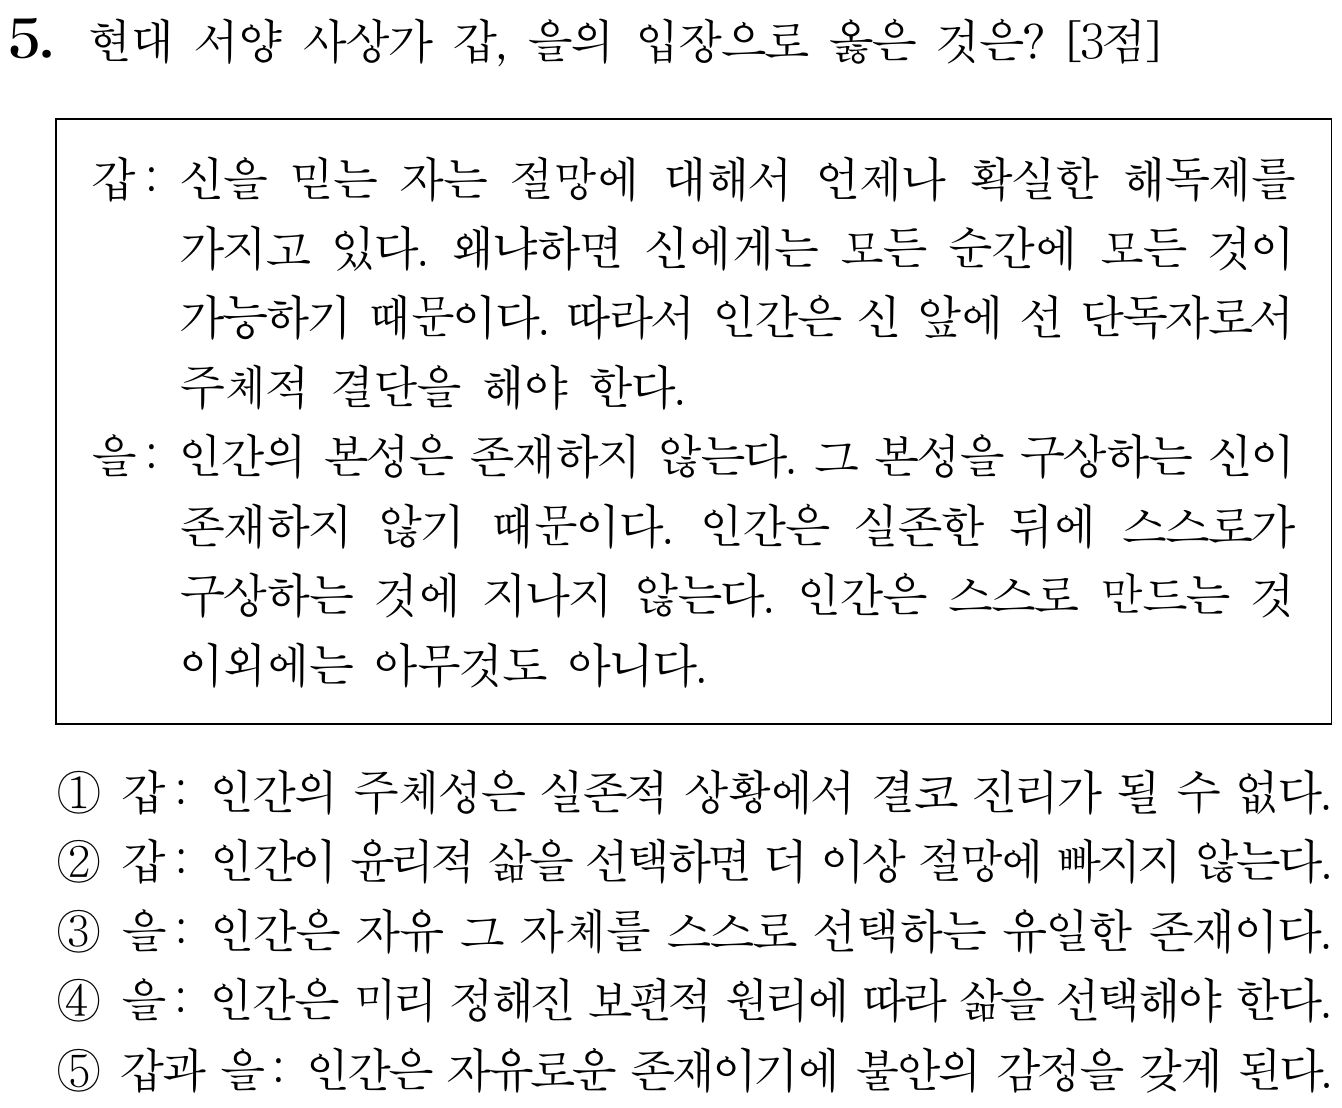 5. 현대 서양 사상가 갑, 을의 입장으로 옳은 것은? [3점]
갑: 신을 믿는 자는 절망에 대해서 언제나 확실한 해독제를
가지고 있다. 왜냐하면 신에게는 모든 순간에 모든 것이
가능하기 때문이다. 따라서 인간은 신 앞에 선 단독자로서
주체적 결단을 해야 한다.
을: 인간의 본성은 존재하지 않는다. 그 본성을 구상하는 신이
존재하지 않기 때문이다. 인간은 실존한 뒤에 스스로가
구상하는 것에 지나지 않는다. 인간은 스스로 만드는 것
이외에는 아무것도 아니다.
① 갑: 인간의 주체성은 실존적 상황에서 결코 진리가 될 수 없다.
② 갑: 인간이 윤리적 삶을 선택하면 더 이상 절망에 빠지지 않는다.
③ 을: 인간은 자유 그 자체를 스스로 선택하는 유일한 존재이다.
④ 을: 인간은 미리 정해진 보편적 원리에 따라 삶을 선택해야 한다.
⑤ 갑과 을: 인간은 자유로운 존재이기에 불안의 감정을 갖게 된다.